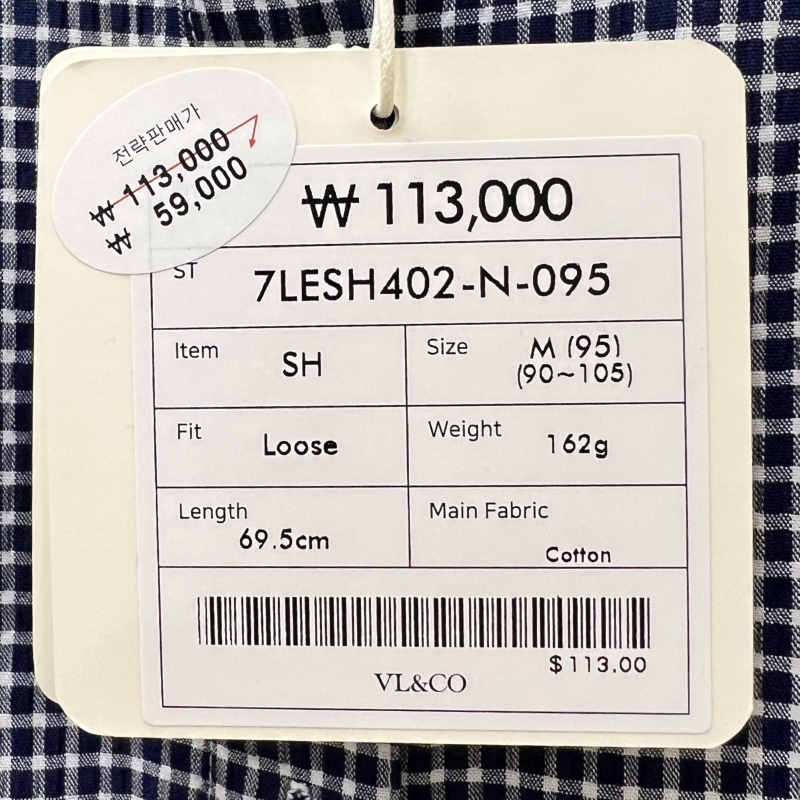 전략판매가
₩ 113,000
₩ 59,000
₩ 113,000
ST 7LESH402-N-095
Item SH
Size M (95)
(90~105)
Fit Loose
Weight 162g
Length
69.5cm
Main Fabric
Cotton
$113.00
VL&CO